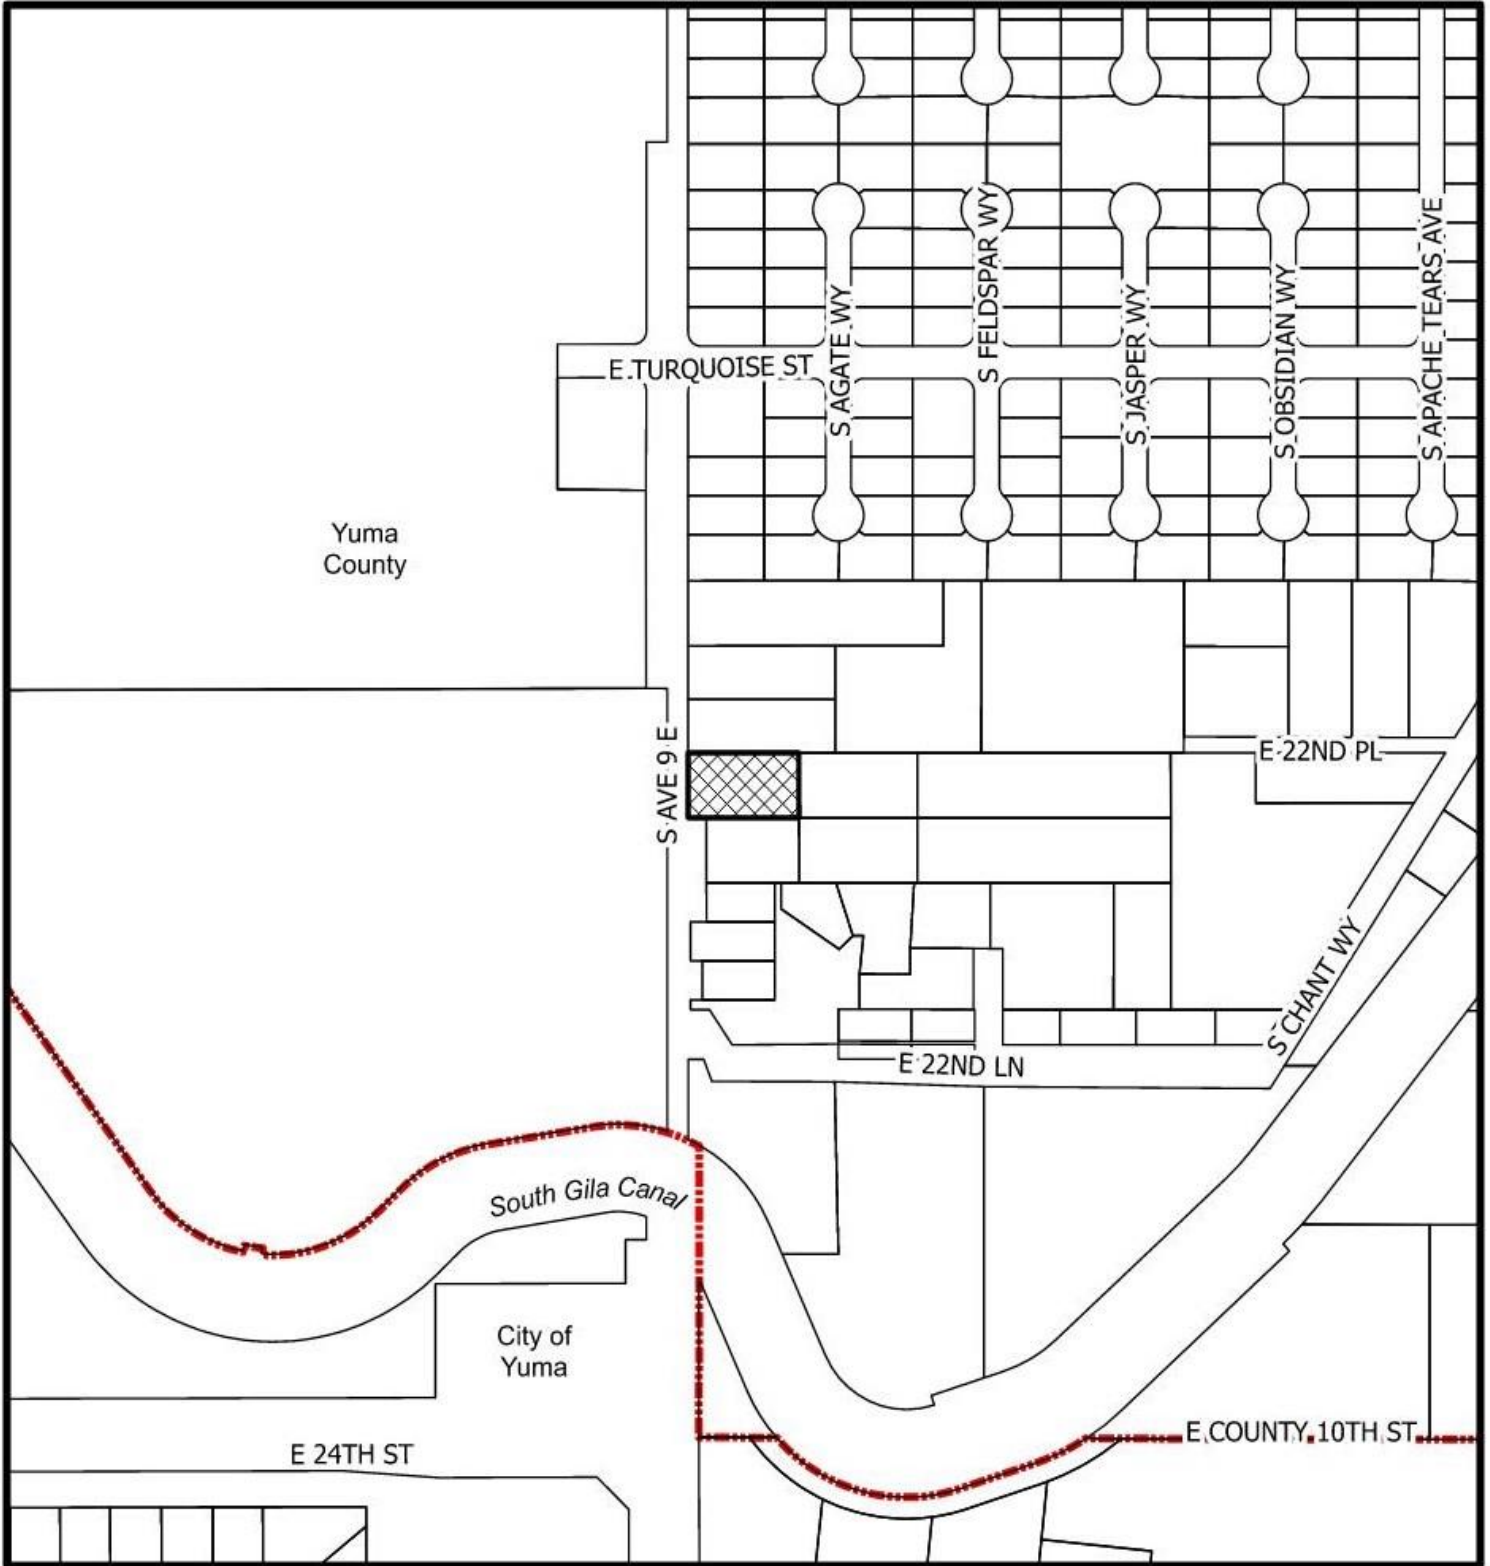 S AGATE WY
S FELDSPAR WY
S JASPER WY
S OBSIDIAN WY
S APACHE TEARS AVE
E TURQUOISE ST
Yuma
County
S AVE 9 E
E 22ND PL
S CHANT WY
E 22ND LN
South Gila Canal
City of
Yuma
E COUNTY 10TH ST
E 24TH ST